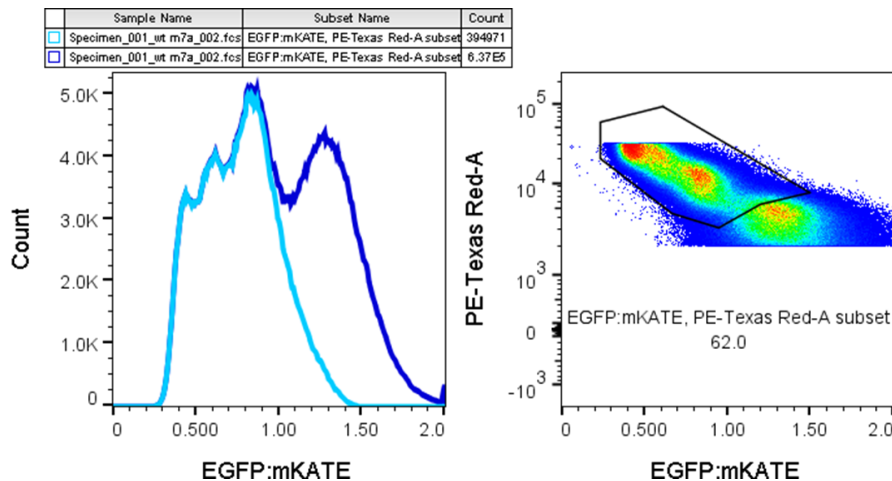 Sample Name Subset Name Count
Specimen_001_wt m7a_002.fcs EGFP:mKATE, PE-Texas Red-A subset 394971
Specimen_001_wt m7a_002.fcs EGFP:mKATE, PE-Texas Red-A subset 6.37E5
5.0K
4.0K
3.0K
2.0K
1.0K
0
Count
0 0.500 1.00 1.50 2.0
EGFP:mKATE
10^5
10^4
10^3
0
-10^3
PE-Texas Red-A
EGFP:mKATE, PE-Texas Red-A subset
62.0
0 0.500 1.00 1.50 2.0
EGFP:mKATE